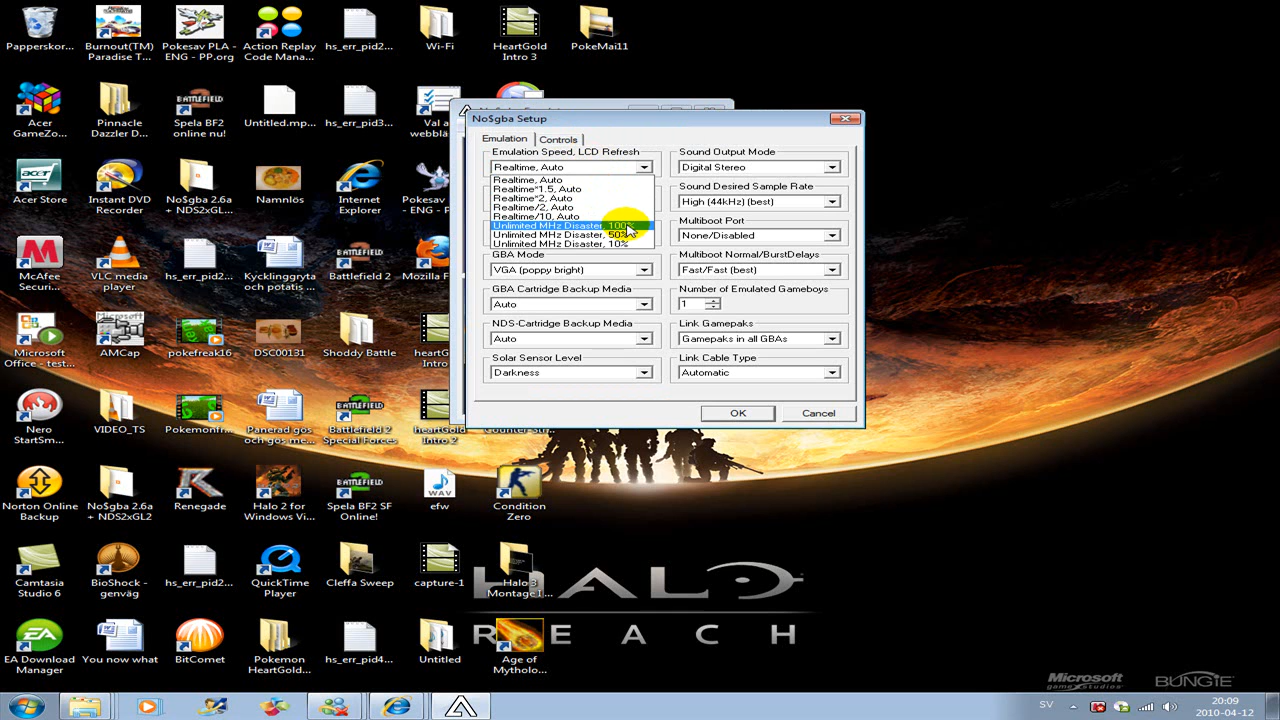 Papperskor...
Burnout(TM)
Paradise T...
Pokesav PLA -
ENG - PP.org
Action Replay
Code Mana...
hs_err_pid2...
Wi-Fi
HeartGold
Intro 3
PokeMai11
Acer
GameZo...
Pinnacle
Dazzler D...
Spela BF2
online nu!
Untitled.mp...
hs_err_pid3...
Val a
webblä
Acer Store
Instant DVD
Recorder
No$gba 2.6a
+ NDS2xGL...
Namnlös
Internet
Explorer
McAfee
Securi...
VLC media
player
hs_err_pid2...
Kycklinggryta
och potatis ...
Battlefield 2
Mozilla F
Microsoft
Office - test...
AMCap
pokefreak16
DSC00131
Shoddy Battle
heartG
Intro
Nero
StartSm...
VIDEO_TS
Pokemonfr...
Panerad gös
och gös me...
Battlefield 2
Special Forces
heartGold
Intro 2
Norton Online
Backup
No$gba 2.6a
+ NDS2xGL2
Renegade
Halo 2 for
Windows Vi...
Spela BF2 SF
Online!
WAV
efw
Condition
Zero
Camtasia
Studio 6
BioShock -
genväg
hs_err_pid2...
QuickTime
Player
Cleffa Sweep
capture-1
Halo 3
Montage I...
EA Download
Manager
You now what
BitComet
Pokemon
HeartGold...
hs_err_pid4...
Untitled
Age of
Mytholo...
No$gba Setup
Emulation
Controls
Emulation Speed, LCD Refresh
Realtime, Auto
Realtime, Auto
Realtime*1.5, Auto
Realtime*2, Auto
Realtime/2, Auto
Realtime/10, Auto
Unlimited MHz Disaster, 100%
Unlimited MHz Disaster, 50%
Unlimited MHz Disaster, 10%
GBA Mode
VGA (poppy bright)
GBA Cartridge Backup Media
Auto
NDS-Cartridge Backup Media
Auto
Solar Sensor Level
Darkness
Sound Output Mode
Digital Stereo
Sound Desired Sample Rate
High (44kHz) (best)
Multiboot Port
None/Disabled
Multiboot Normal/BurstDelays
Fast/Fast (best)
Number of Emulated Gameboys
1
Link Gamepaks
Gamepaks in all GBAs
Link Cable Type
Automatic
OK
Cancel
HALO
REACH
Microsoft
game studios
BUNGIE
SV
20:09
2010-04-12